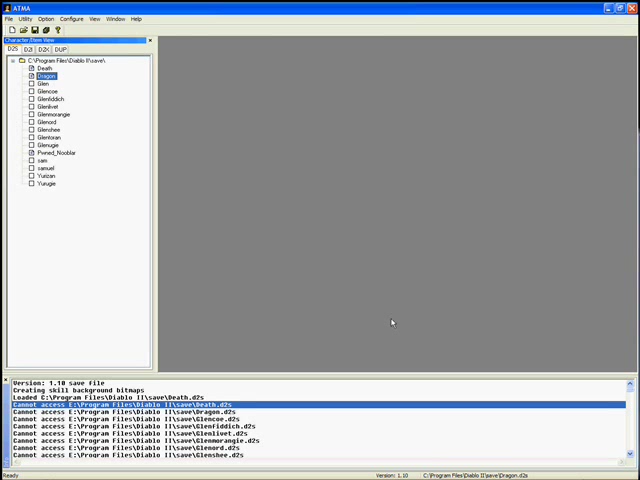 ATMA
File Utility Option Configure View Window Help
Character/Item View
D2S D2I D2X DUP
C:\Program Files\Diablo II\save\
Death
Dragon
Glen
Glencoe
Glenfiddich
Glenlivet
Glenmorangie
Glenord
Glenshee
Glentoran
Glenugie
Pwned_Nooblar
sam
samuel
Yurizan
Yurugie
Version: 1.10 save file
Creating skill background bitmaps
Loaded C:\Program Files\Diablo II\save\Death.d2s
Cannot access E:\Program Files\Diablo II\save\Death.d2s
Cannot access E:\Program Files\Diablo II\save\Dragon.d2s
Cannot access E:\Program Files\Diablo II\save\Glencoe.d2s
Cannot access E:\Program Files\Diablo II\save\Glenfiddich.d2s
Cannot access E:\Program Files\Diablo II\save\Glenlivet.d2s
Cannot access E:\Program Files\Diablo II\save\Glenmorangie.d2s
Cannot access E:\Program Files\Diablo II\save\Glenord.d2s
Cannot access E:\Program Files\Diablo II\save\Glenshee.d2s
Ready Version: 1.10 C:\Program Files\Diablo II\save\Dragon.d2s